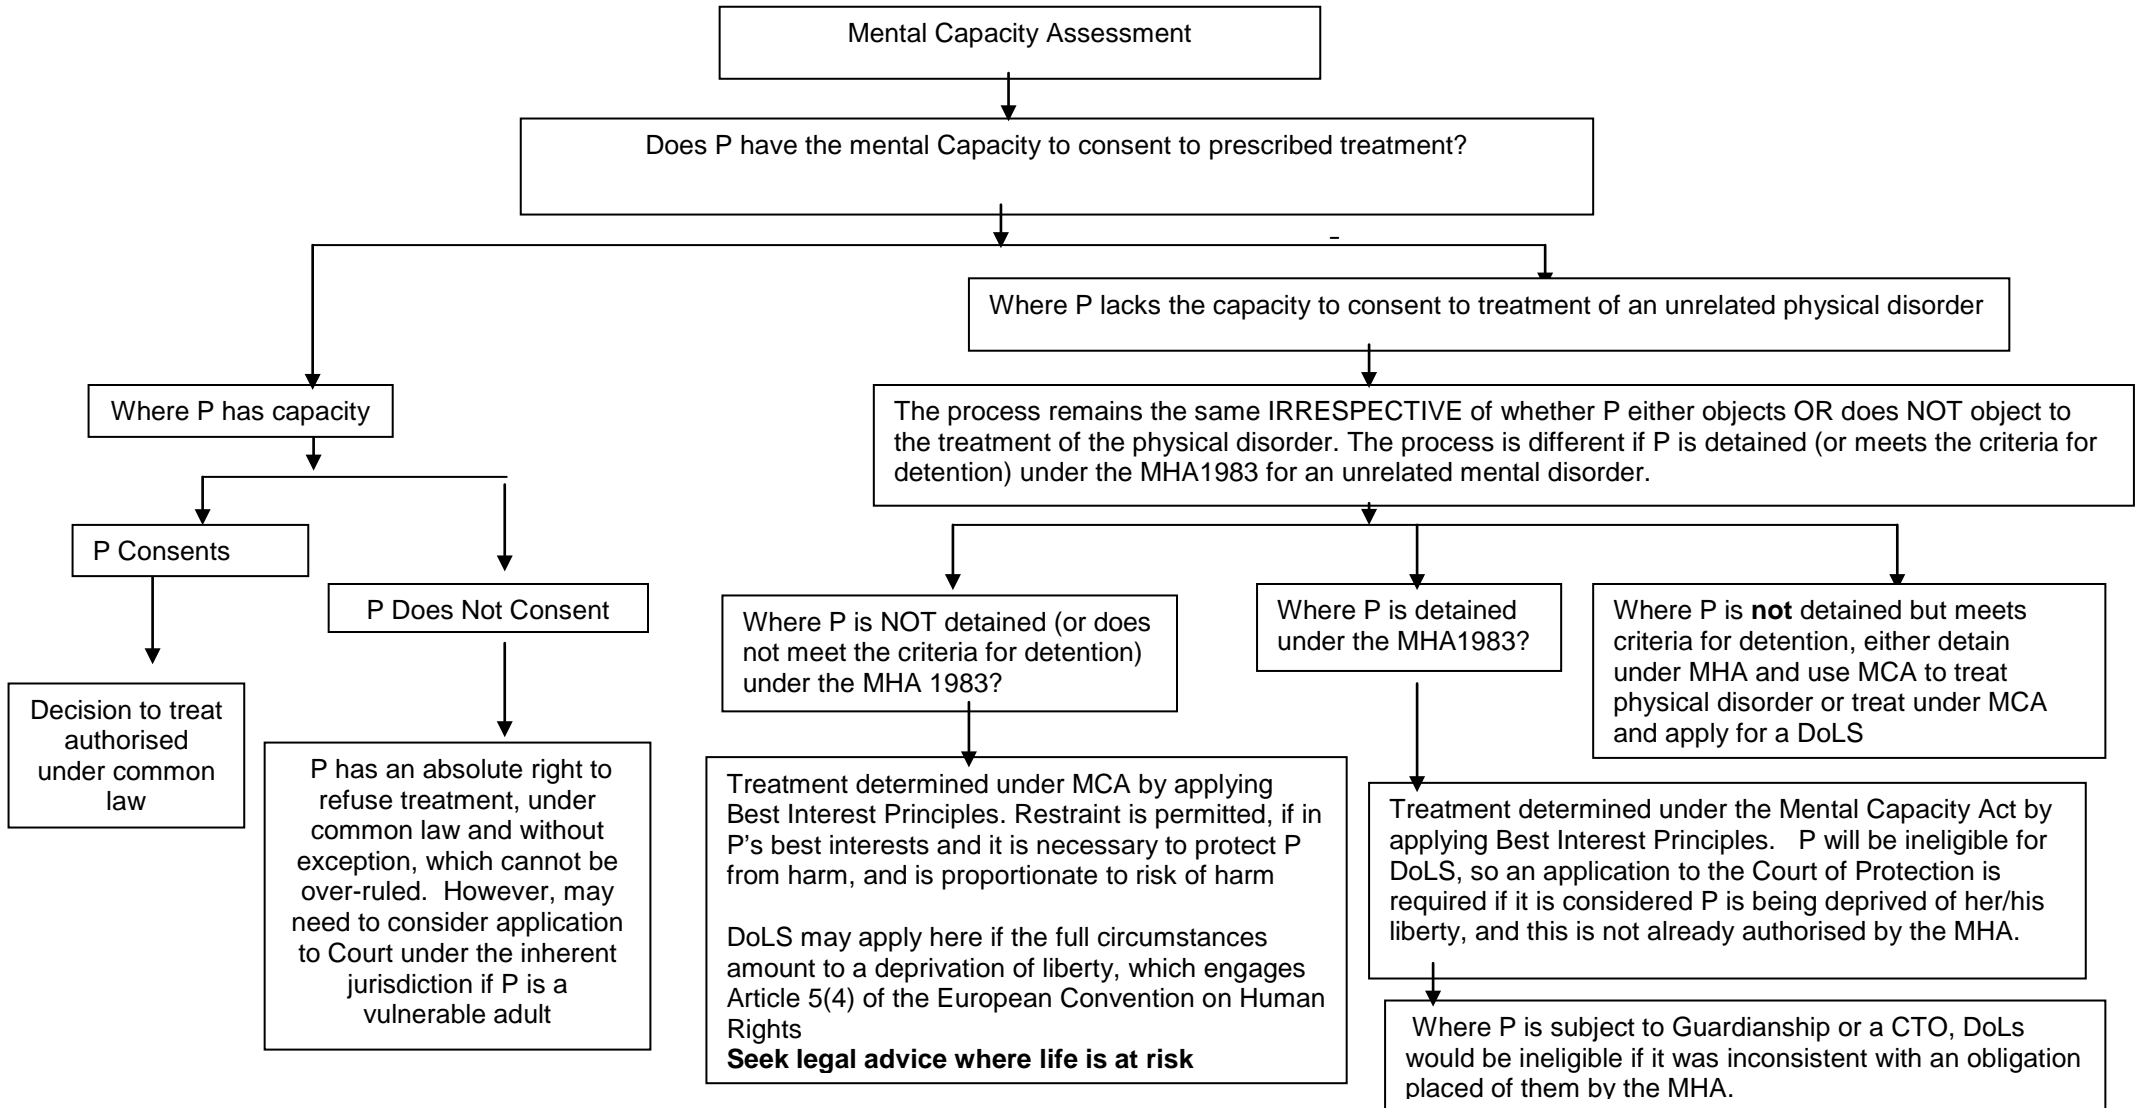 Mental Capacity Assessment
Does P have the mental Capacity to consent to prescribed treatment?
Where P lacks the capacity to consent to treatment of an unrelated physical disorder
Where P has capacity
The process remains the same IRRESPECTIVE of whether P either objects OR does NOT object to
the treatment of the physical disorder. The process is different if P is detained (or meets the criteria for
detention) under the MHA1983 for an unrelated mental disorder.
P Consents
P Does Not Consent
Decision to treat
authorised
under common
law
P has an absolute right to
refuse treatment, under
common law and without
exception, which cannot be
over-ruled. However, may
need to consider application
to Court under the inherent
jurisdiction if P is a
vulnerable adult
Where P is NOT detained (or does
not meet the criteria for detention)
under the MHA 1983?
Where P is detained
under the MHA1983?
Where P is not detained but meets
criteria for detention, either detain
under MHA and use MCA to treat
physical disorder or treat under MCA
and apply for a DoLS
Treatment determined under MCA by applying
Best Interest Principles. Restraint is permitted, if in
P's best interests and it is necessary to protect P
from harm, and is proportionate to risk of harm
DoLS may apply here if the full circumstances
amount to a deprivation of liberty, which engages
Article 5(4) of the European Convention on Human
Rights
Seek legal advice where life is at risk
Treatment determined under the Mental Capacity Act by
applying Best Interest Principles. P will be ineligible for
DoLS, so an application to the Court of Protection is
required if it is considered P is being deprived of her/his
liberty, and this is not already authorised by the MHA.
Where P is subject to Guardianship or a CTO, DoLs
would be ineligible if it was inconsistent with an obligation
placed of them by the MHA.